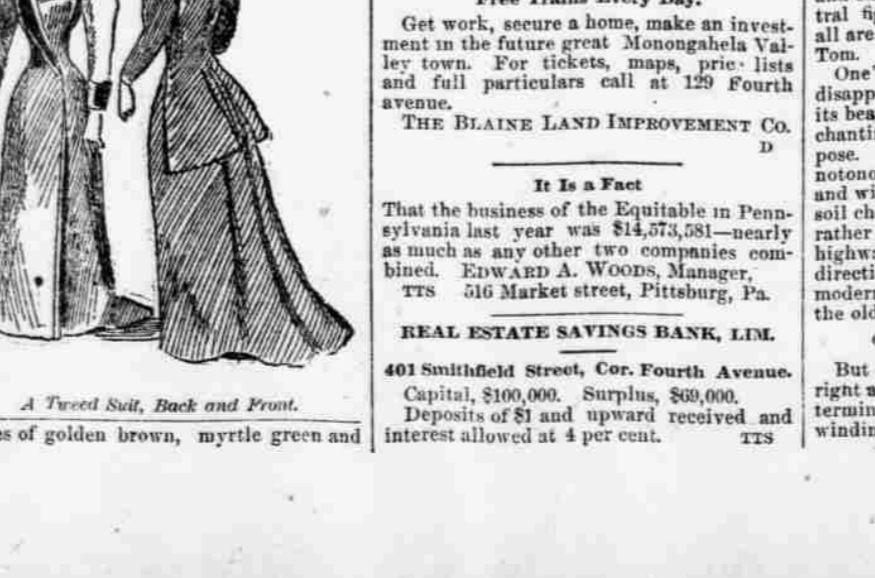 A Tweed Suit, Back and Front.
es of golden brown, myrtle green and
Free Trains Every Day.
Get work, secure a home, make an invest-
ment in the future great Monongahela Val-
ley town. For tickets, maps, price lists
and full particulars call at 129 Fourth
avenue.
THE BLAINE LAND IMPROVEMENT CO.
D
It Is a Fact
That the business of the Equitable in Penn-
sylvania last year was $14,573,581—nearly
as much as any other two companies com-
bined. EDWARD A. WOODS, Manager,
TTS 516 Market street, Pittsburg, Pa.
REAL ESTATE SAVINGS BANK, LIM.
401 Smithfield Street, Cor. Fourth Avenue.
Capital, $100,000. Surplus, $69,000.
Deposits of $1 and upward received and
interest allowed at 4 per cent. TTS
tral fi
all are
Tom.
One'
disapp
its bea
chanti
pose.
notono
and wi
soil ch
rather
highwa
directi
modern
the old
But
right a
termin
windin